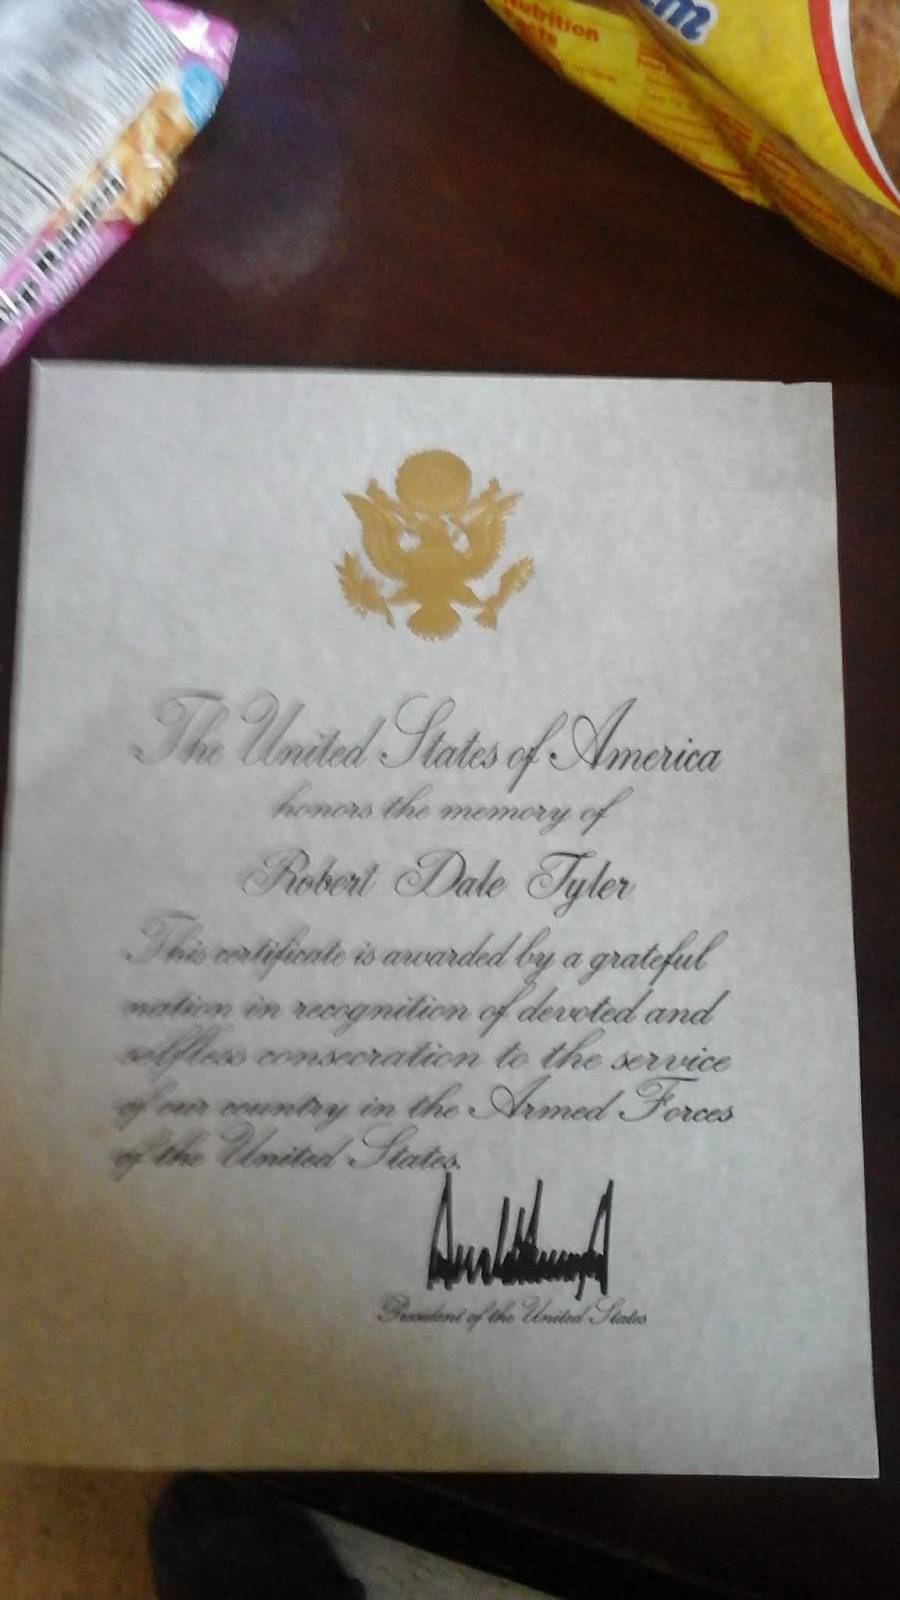 Nutrition
The United States of America
honors the memory of
Robert Dale Tyler
This certificate is awarded by a grateful
nation in recognition of devoted and
selfless consecration to the service
of our country in the Armed Forces
of the United States.
President of the United States